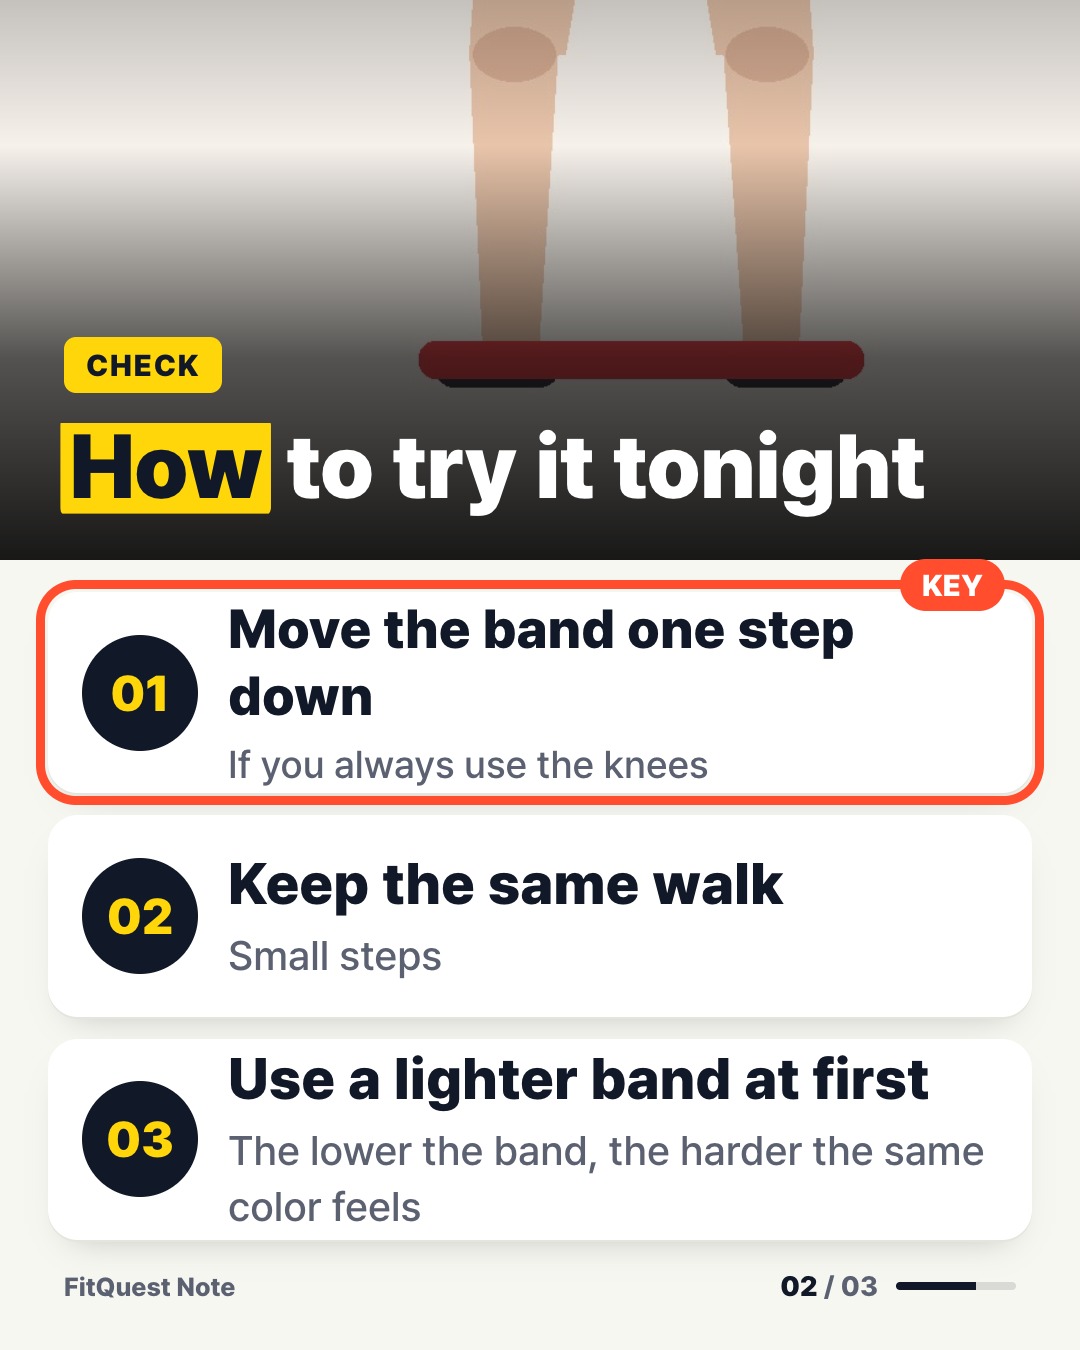 CHECK
How to try it tonight
KEY
01
Move the band one step
down
If you always use the knees
02
Keep the same walk
Small steps
03
Use a lighter band at first
The lower the band, the harder the same
color feels
FitQuest Note
02 / 03